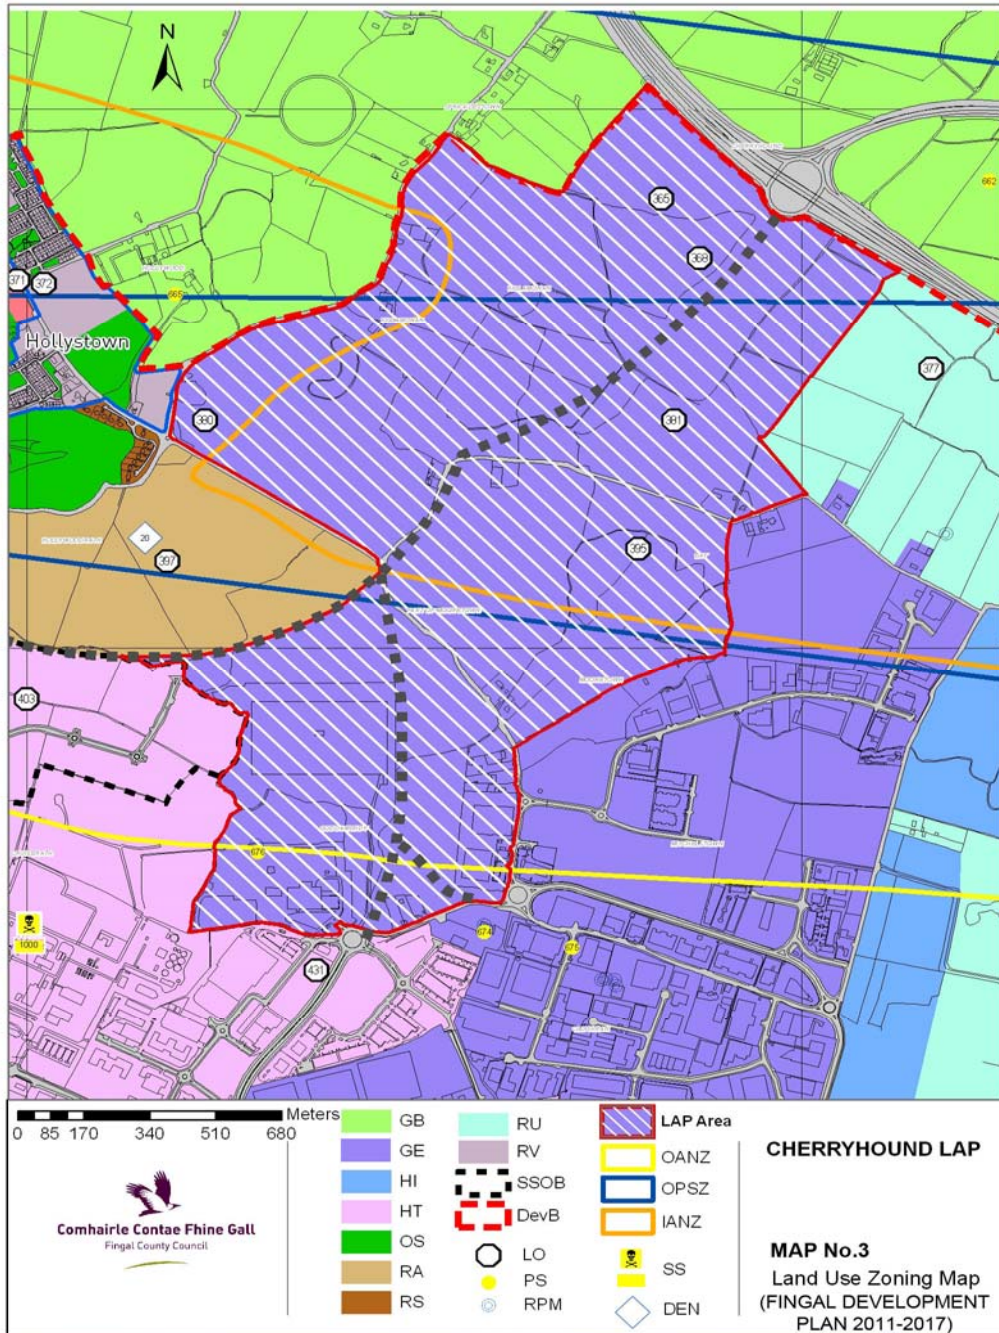 N
365
662
368
371
372
665
Hollystown
377
380
381
20
397
395
403
676
1000
674
675
431
Meters
0 85 170 340 510 680
Comhairle Contae Fhine Gall
Fingal County Council
GB
GE
HI
HT
OS
RA
RS
RU
RV
SSOB
DevB
LO
PS
RPM
LAP Area
OANZ
OPSZ
IANZ
SS
DEN
CHERRYHOUND LAP
MAP No.3
Land Use Zoning Map
(FINGAL DEVELOPMENT
PLAN 2011-2017)